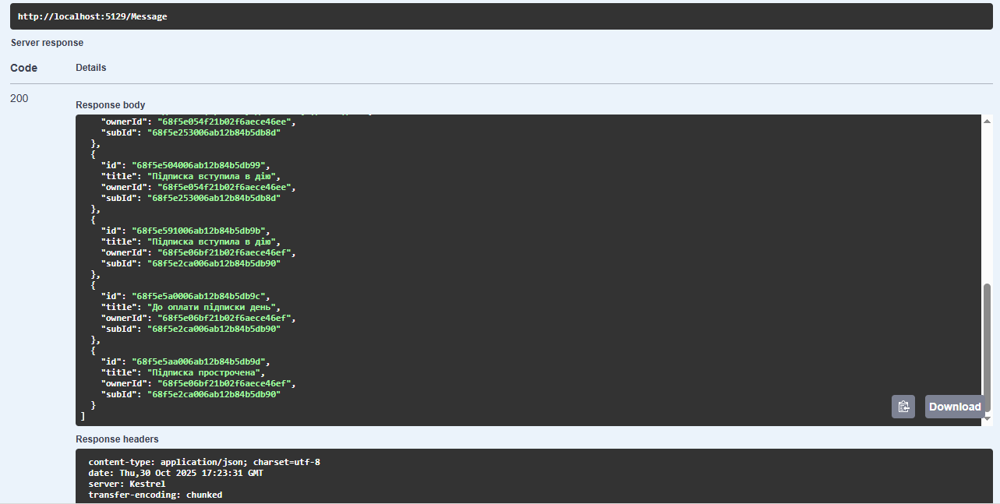 http://localhost:5129/Message
Server response
Code Details
200
Response body
"ownerId": "68f5e054f21b02f6aece46ee",
"subId": "68f5e253006ab12b84b5db8d"
},
{
"id": "68f5e504006ab12b84b5db99",
"title": "Підписка вступила в дію",
"ownerId": "68f5e054f21b02f6aece46ee",
"subId": "68f5e253006ab12b84b5db8d"
},
{
"id": "68f5e591006ab12b84b5db9b",
"title": "Підписка вступила в дію",
"ownerId": "68f5e06bf21b02f6aece46ef",
"subId": "68f5e2ca006ab12b84b5db90"
},
{
"id": "68f5e5a0006ab12b84b5db9c",
"title": "До оплати підписки день",
"ownerId": "68f5e06bf21b02f6aece46ef",
"subId": "68f5e2ca006ab12b84b5db90"
},
{
"id": "68f5e5aa006ab12b84b5db9d",
"title": "Підписка прострочена",
"ownerId": "68f5e06bf21b02f6aece46ef",
"subId": "68f5e2ca006ab12b84b5db90"
}
]
Download
Response headers
content-type: application/json; charset=utf-8
date: Thu,30 Oct 2025 17:23:31 GMT
server: Kestrel
transfer-encoding: chunked